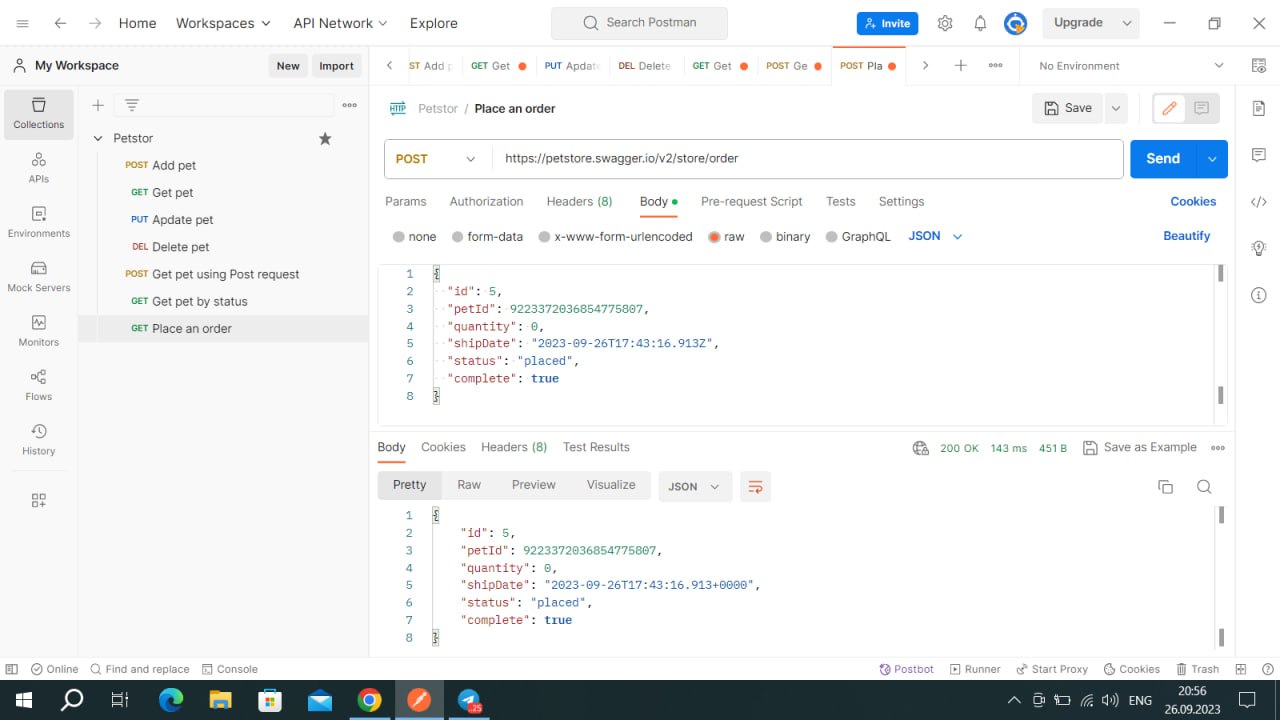 Home Workspaces API Network Explore Search Postman Invite Upgrade
My Workspace New Import ST Add p GET Get PUT Apdate DEL Delete GET Get POST Ge POST Pla No Environment
Collections
APIs
Environments
Mock Servers
Monitors
Flows
History
Petstor
POST Add pet
GET Get pet
PUT Apdate pet
DEL Delete pet
POST Get pet using Post request
GET Get pet by status
GET Place an order
HTTP Petstor / Place an order Save
POST https://petstore.swagger.io/v2/store/order Send
Params Authorization Headers (8) Body Pre-request Script Tests Settings Cookies
none form-data x-www-form-urlencoded raw binary GraphQL JSON Beautify
1 {
2 "id": 5,
3 "petId": 9223372036854775807,
4 "quantity": 0,
5 "shipDate": "2023-09-26T17:43:16.913Z",
6 "status": "placed",
7 "complete": true
8 }
Body Cookies Headers (8) Test Results 200 OK 143 ms 451 B Save as Example
Pretty Raw Preview Visualize JSON
1 {
2 "id": 5,
3 "petId": 9223372036854775807,
4 "quantity": 0,
5 "shipDate": "2023-09-26T17:43:16.913+0000",
6 "status": "placed",
7 "complete": true
8 }
Online Find and replace Console Postbot Runner Start Proxy Cookies Trash
25 ENG 20:56
26.09.2023